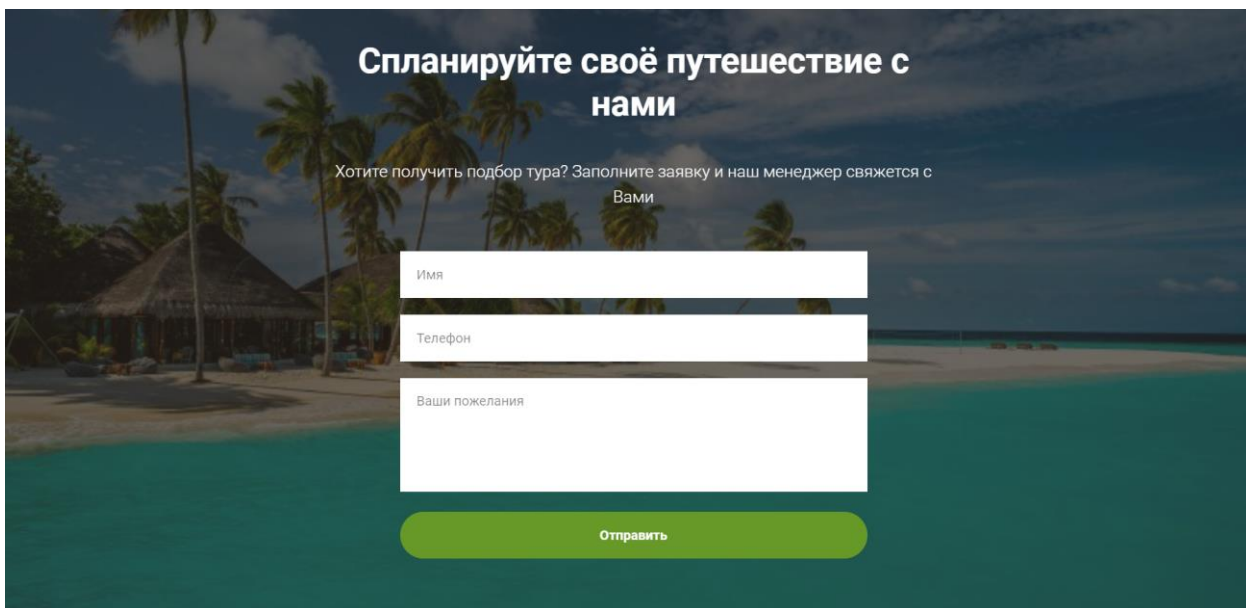 Спланируйте своё путешествие с
нами
Хотите получить подбор тура? Заполните заявку и наш менеджер свяжется с
Вами
Имя
Телефон
Ваши пожелания
Отправить